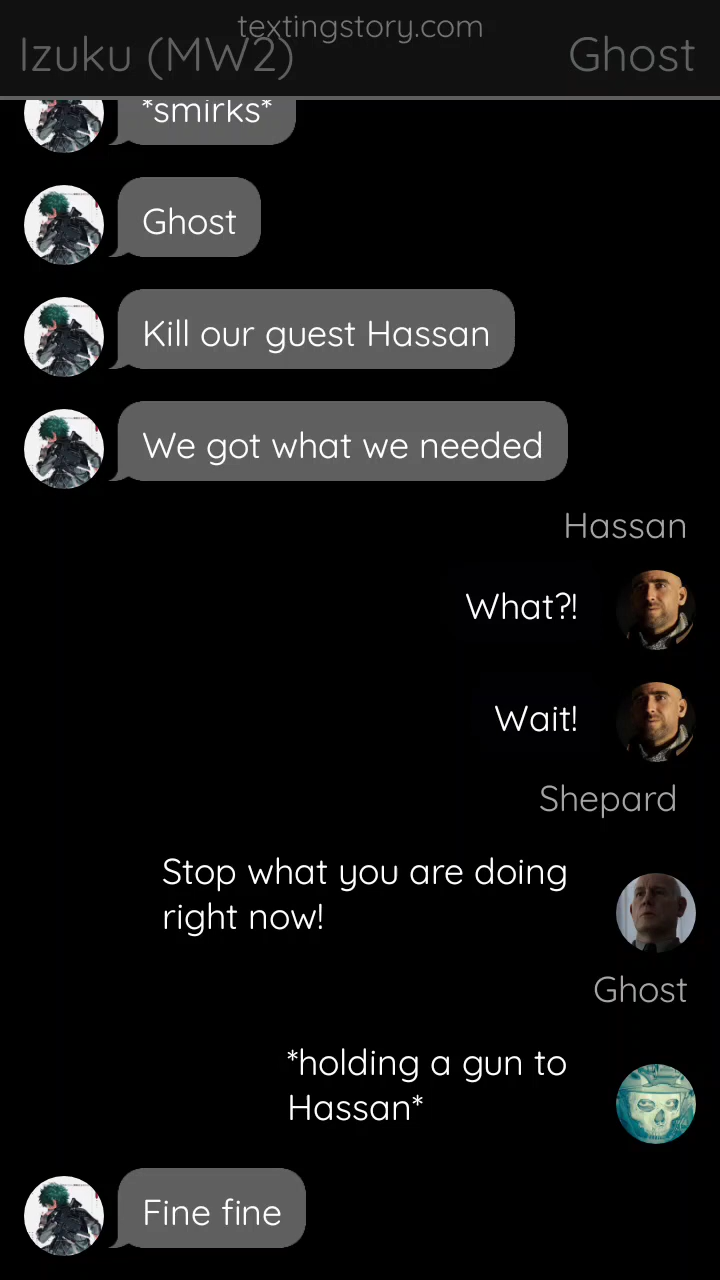 textingstory.com
Izuku (MW2)
Ghost
*smirks*
Ghost
Kill our guest Hassan
We got what we needed
Hassan
What?!
Wait!
Shepard
Stop what you are doing
right now!
Ghost
*holding a gun to
Hassan*
Fine fine